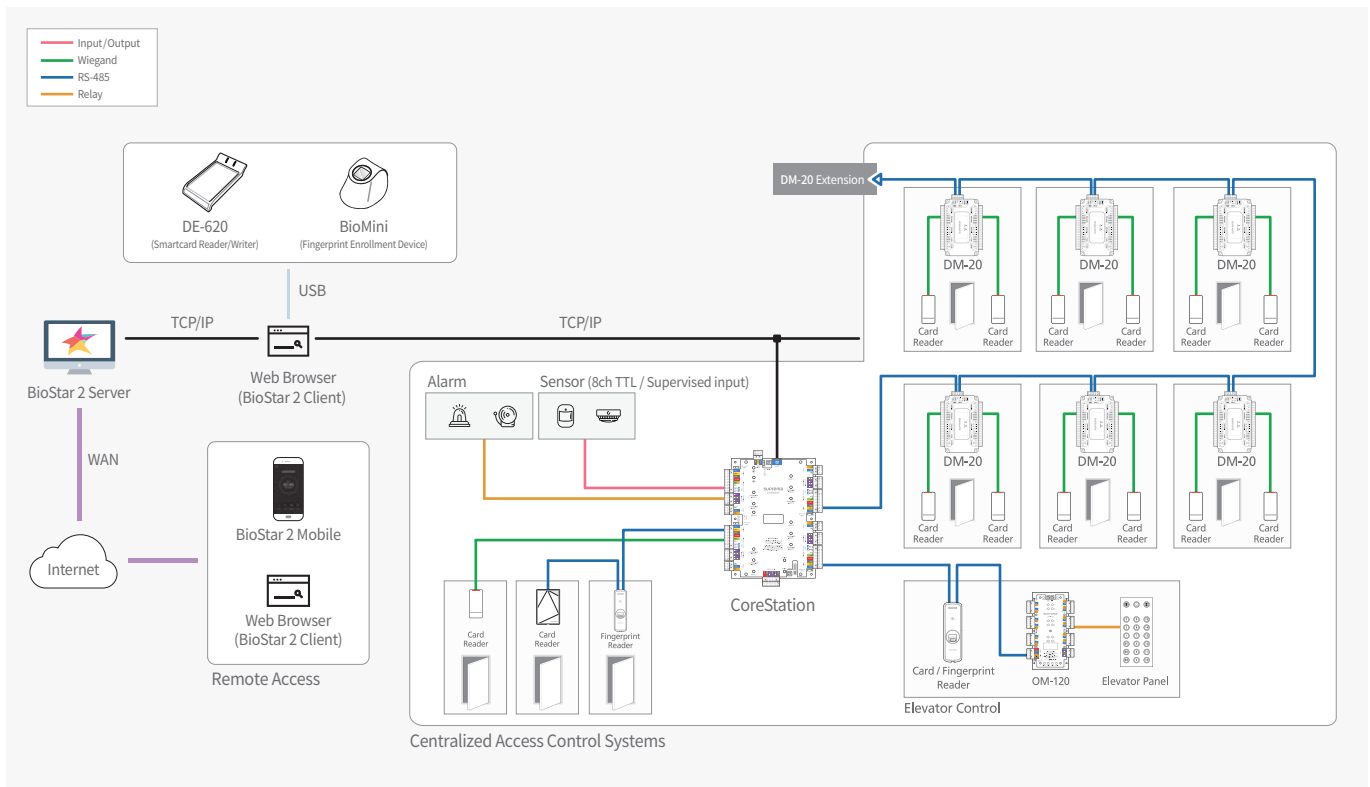 Input/Output
Wiegand
RS-485
Relay
DE-620
(Smartcard Reader/Writer)
BioMini
(Fingerprint Enrollment Device)
USB
TCP/IP
TCP/IP
BioStar 2 Server
Web Browser
(BioStar 2 Client)
WAN
Internet
BioStar 2 Mobile
Web Browser
(BioStar 2 Client)
Remote Access
DM-20 Extension
DM-20
Card
Reader
Card
Reader
DM-20
Card
Reader
Card
Reader
DM-20
Card
Reader
Card
Reader
DM-20
Card
Reader
Card
Reader
DM-20
Card
Reader
Card
Reader
DM-20
Card
Reader
Card
Reader
Alarm
Sensor (8ch TTL / Supervised input)
CoreStation
Card
Reader
Card
Reader
Fingerprint
Reader
Card / Fingerprint
Reader
OM-120
Elevator Panel
Elevator Control
Centralized Access Control Systems